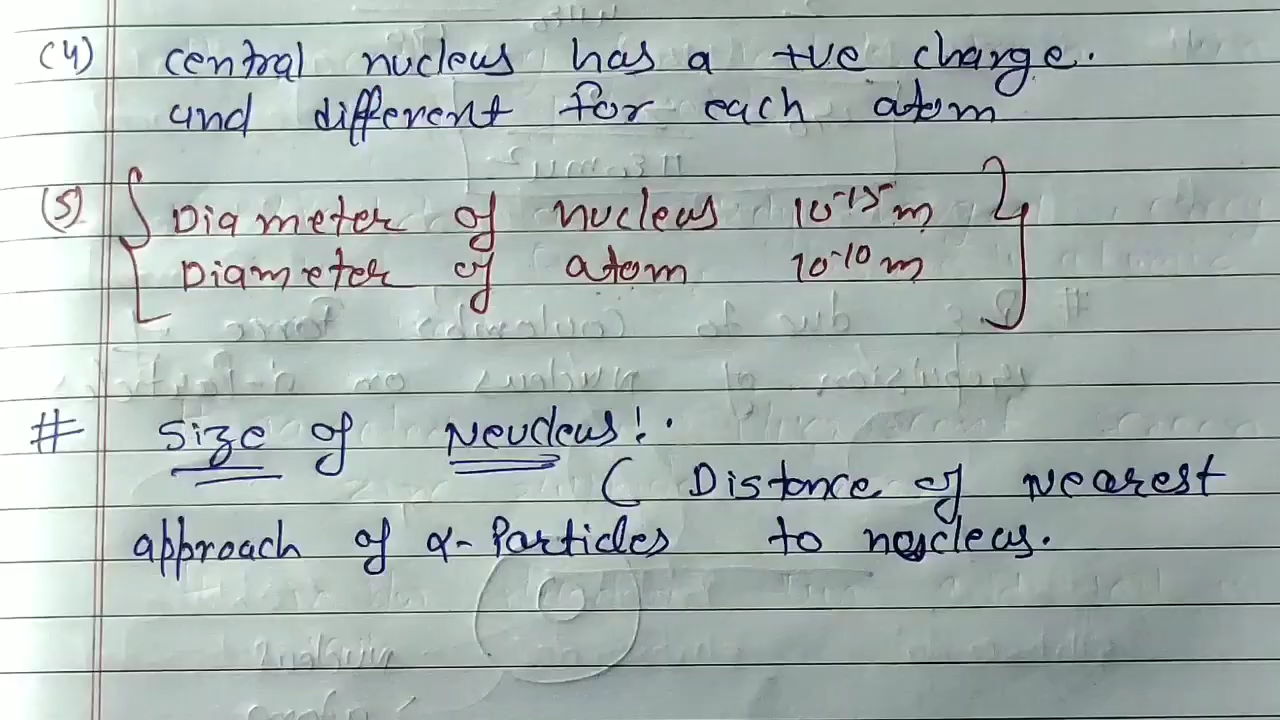 (4) central nucleus has a +ve charge.
and different for each atom
(5) Diameter of nucleus 10-15 m
Diameter of atom 10-10 m
# Size of Neucleus!.
( Distance of Nearest
approach of α-Particles to nucleus.